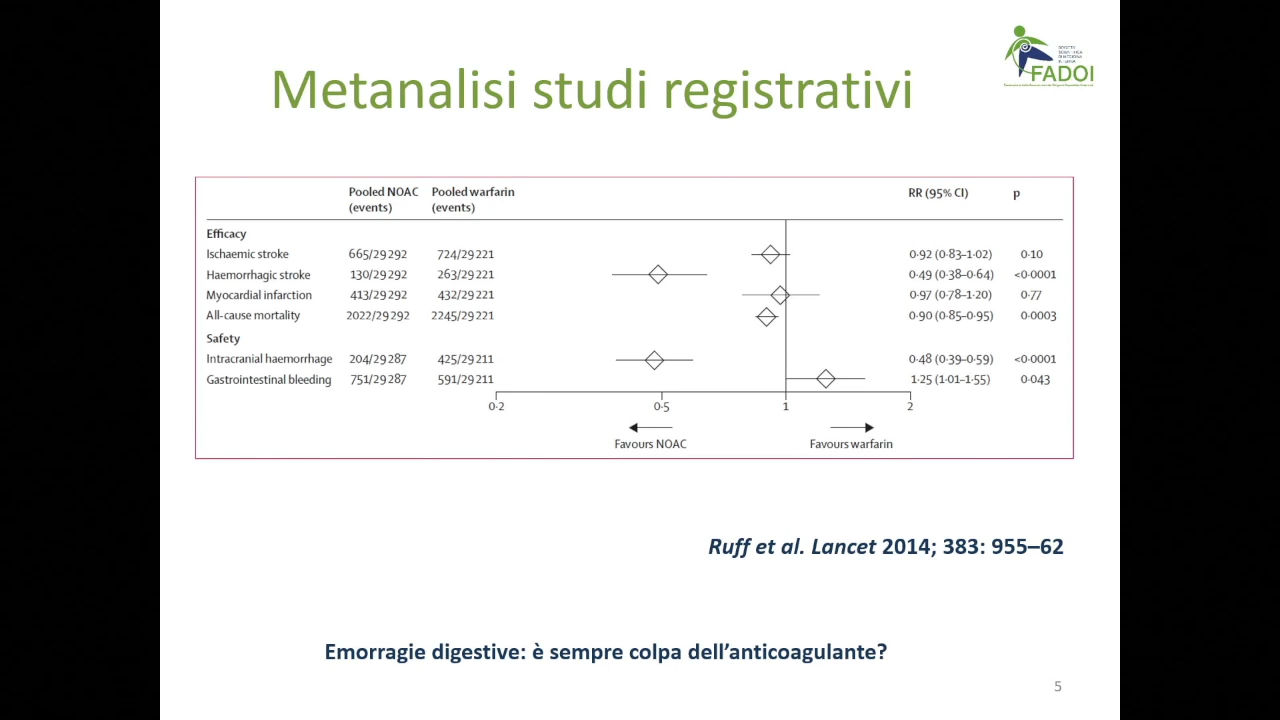 Metanalisi studi registrativi
FADOI
Pooled NOAC Pooled warfarin RR (95% CI) p
(events) (events)
Efficacy
Ischaemic stroke 665/29292 724/29221 0·92 (0·83–1·02) 0·10
Haemorrhagic stroke 130/29292 263/29221 0·49 (0·38–0·64) <0·0001
Myocardial infarction 413/29292 432/29221 0·97 (0·78–1·20) 0·77
All-cause mortality 2022/29292 2245/29221 0·90 (0·85–0·95) 0·0003
Safety
Intracranial haemorrhage 204/29287 425/29211 0·48 (0·39–0·59) <0·0001
Gastrointestinal bleeding 751/29287 591/29211 1·25 (1·01–1·55) 0·043
0·2 0·5 1 2
Favours NOAC Favours warfarin
Ruff et al. Lancet 2014; 383: 955–62
Emorragie digestive: è sempre colpa dell’anticoagulante?
5